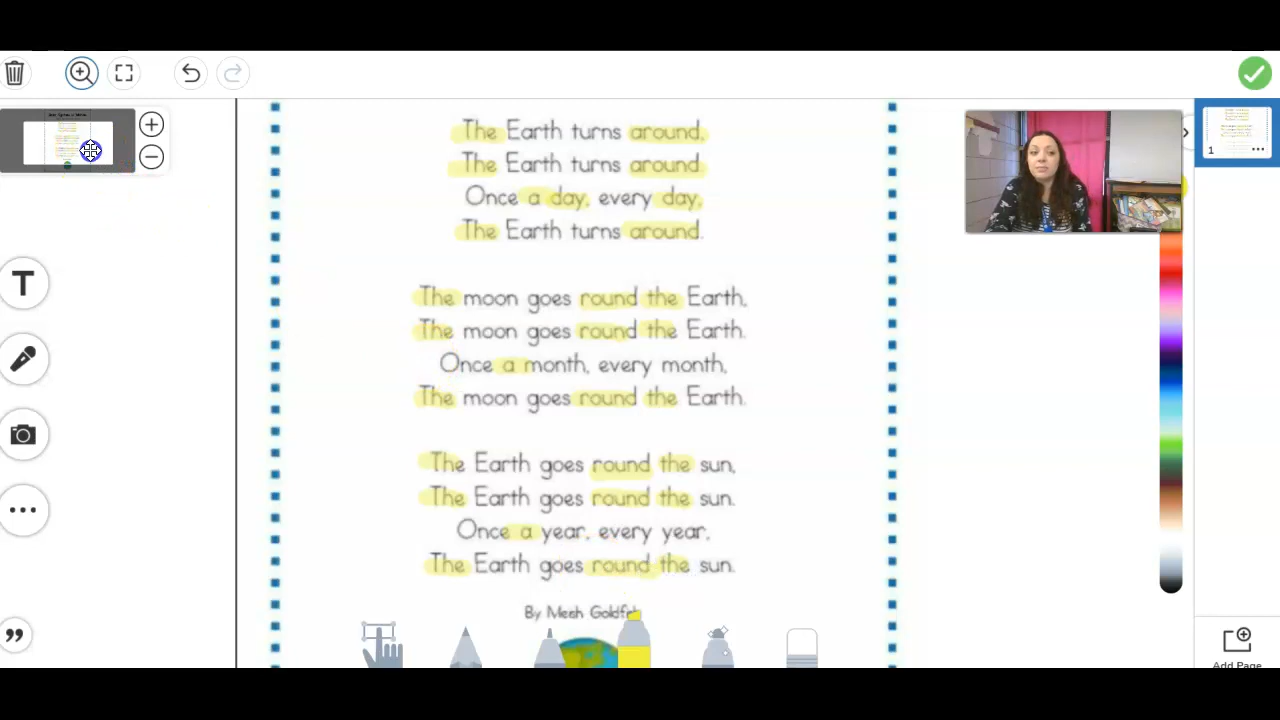 The Earth turns around,
The Earth turns around.
Once a day, every day,
The Earth turns around.
The moon goes round the Earth,
The moon goes round the Earth.
Once a month, every month,
The moon goes round the Earth.
The Earth goes round the sun,
The Earth goes round the sun.
Once a year, every year,
The Earth goes round the sun.
By Meish
T
1
Add Page